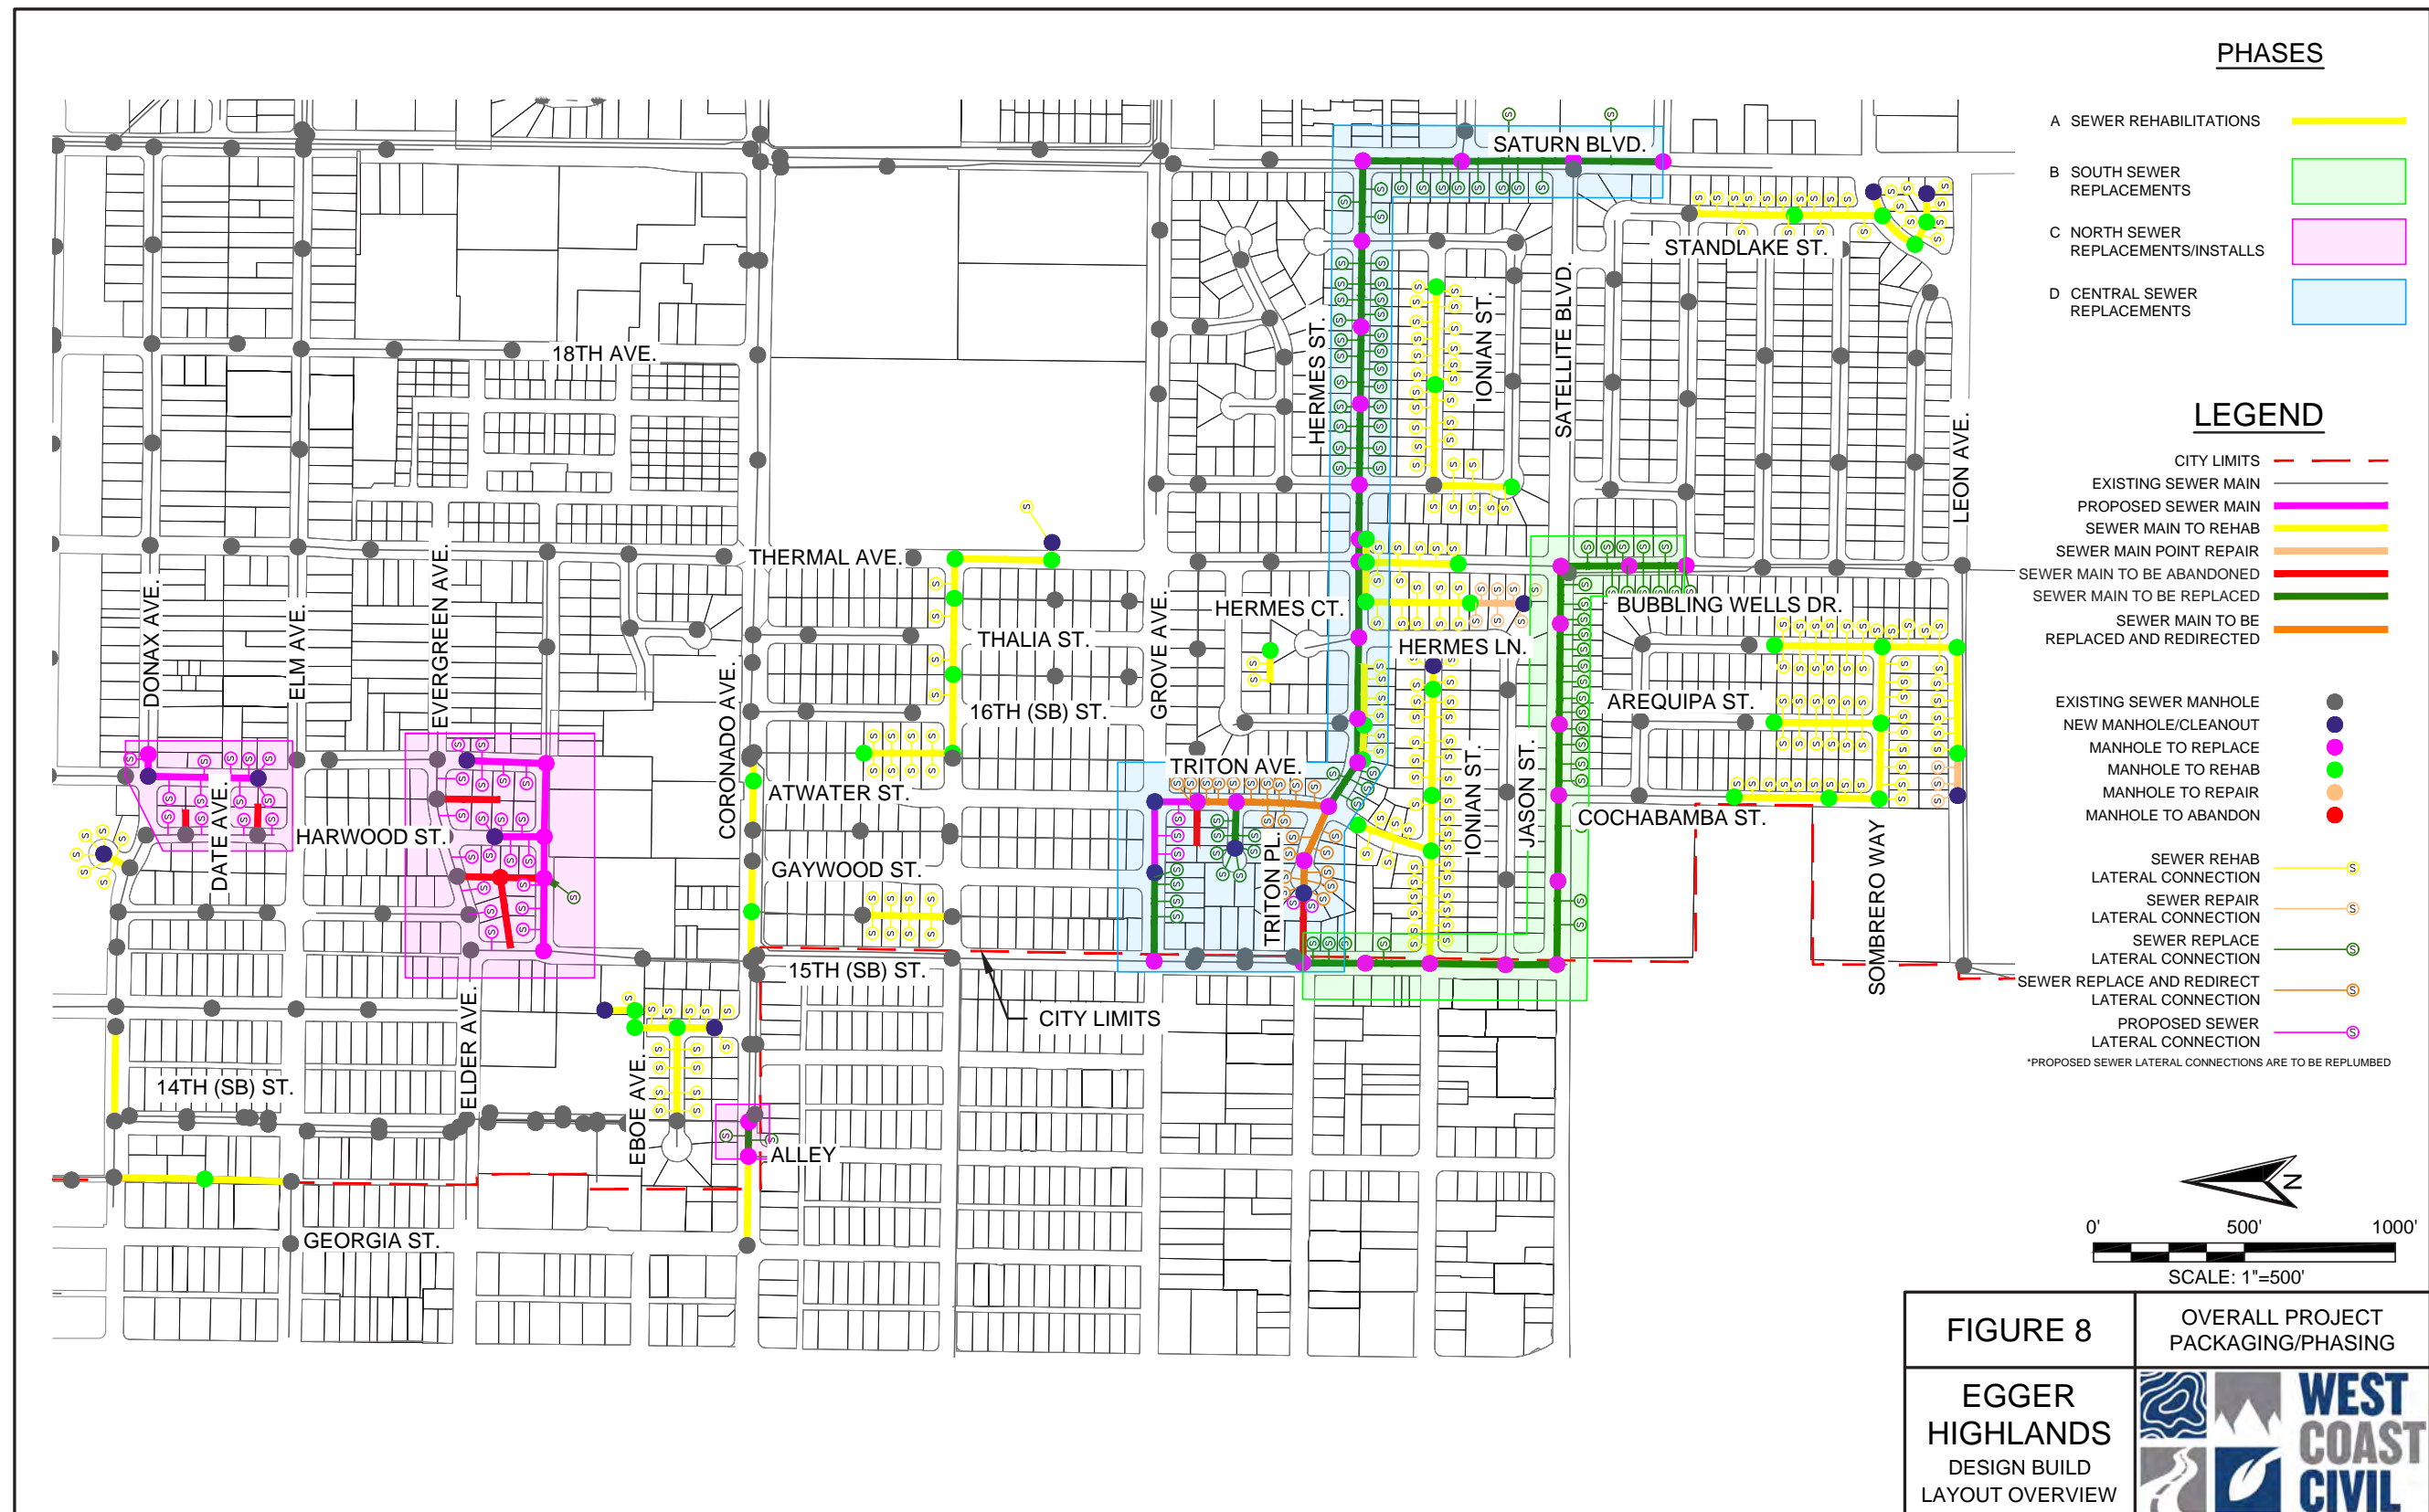 PHASES
A SEWER REHABILITATIONS
B SOUTH SEWER
REPLACEMENTS
C NORTH SEWER
REPLACEMENTS/INSTALLS
D CENTRAL SEWER
REPLACEMENTS
LEGEND
CITY LIMITS
EXISTING SEWER MAIN
PROPOSED SEWER MAIN
SEWER MAIN TO REHAB
SEWER MAIN POINT REPAIR
SEWER MAIN TO BE ABANDONED
SEWER MAIN TO BE REPLACED
SEWER MAIN TO BE
REPLACED AND REDIRECTED
EXISTING SEWER MANHOLE
NEW MANHOLE/CLEANOUT
MANHOLE TO REPLACE
MANHOLE TO REHAB
MANHOLE TO REPAIR
MANHOLE TO ABANDON
SEWER REHAB
LATERAL CONNECTION
SEWER REPAIR
LATERAL CONNECTION
SEWER REPLACE
LATERAL CONNECTION
SEWER REPLACE AND REDIRECT
LATERAL CONNECTION
PROPOSED SEWER
LATERAL CONNECTION
*PROPOSED SEWER LATERAL CONNECTIONS ARE TO BE REPLUMBED
SATURN BLVD.
STANDLAKE ST.
18TH AVE.
HERMES ST.
IONIAN ST.
SATELLITE BLVD.
LEON AVE.
THERMAL AVE.
DONAX AVE.
ELM AVE.
EVERGREEN AVE.
CORONADO AVE.
GROVE AVE.
HERMES CT.
BUBBLING WELLS DR.
THALIA ST.
HERMES LN.
AREQUIPA ST.
16TH (SB) ST.
TRITON AVE.
ATWATER ST.
DATE AVE.
HARWOOD ST.
GAYWOOD ST.
TRITON PL.
IONIAN ST.
JASON ST.
COCHABAMBA ST.
SOMBRERO WAY
15TH (SB) ST.
CITY LIMITS
ELDER AVE.
EBOE AVE.
14TH (SB) ST.
ALLEY
GEORGIA ST.
N
0' 500' 1000'
SCALE: 1"=500'
FIGURE 8
OVERALL PROJECT
PACKAGING/PHASING
EGGER
HIGHLANDS
DESIGN BUILD
LAYOUT OVERVIEW
WEST
COAST
CIVIL